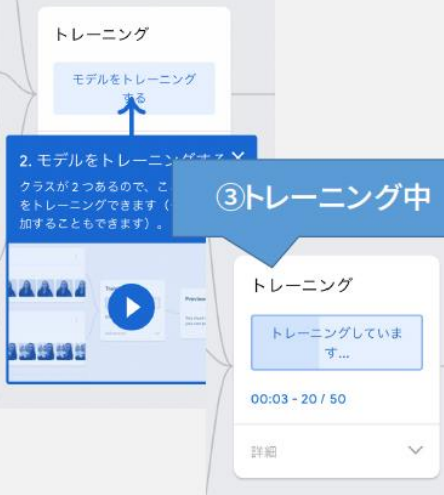 トレーニング
モデルをトレーニング
する
2. モデルをトレーニングする
クラスが 2 つあるので、こ
をトレーニングできます（
加することもできます）。
③トレーニング中
トレーニング
トレーニングしていま
す...
00:03 - 20 / 50
詳細